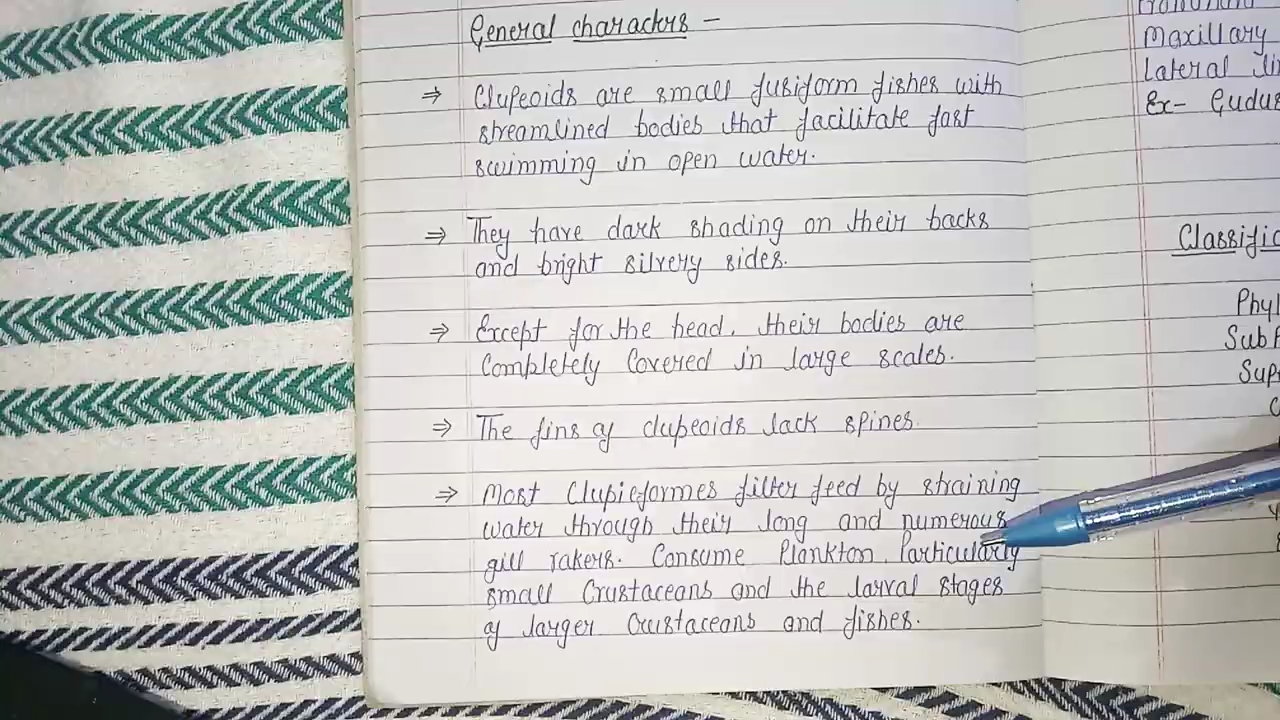 General characters –
⇒ Clupeoids are small fusiform fishes with
streamlined bodies that facilitate fast
swimming in open water.
⇒ They have dark shading on their backs
and bright silvery sides.
⇒ Except for the head, their bodies are
completely covered in large scales.
⇒ The fins of clupeoids lack spines.
⇒ Most Clupieformes filter feed by straining
water through their long and numerous
gill rakers. Consume Plankton, Particularly
small Crustaceans and the larval stages
of larger Crustaceans and fishes.
Maxillary
Lateral
Ex– Gudus
Classific
Phy
Sub
Sup